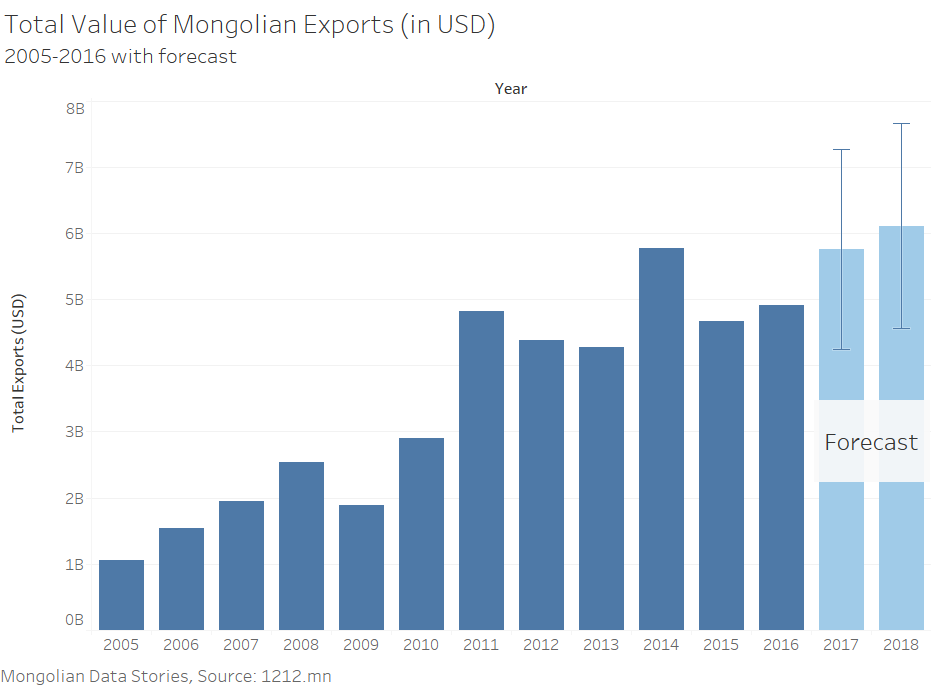 Total Value of Mongolian Exports (in USD)
2005-2016 with forecast
Year
8B
7B
6B
5B
4B
3B
2B
1B
0B
Total Exports (USD)
Forecast
2005 2006 2007 2008 2009 2010 2011 2012 2013 2014 2015 2016 2017 2018
Mongolian Data Stories, Source: 1212.mn